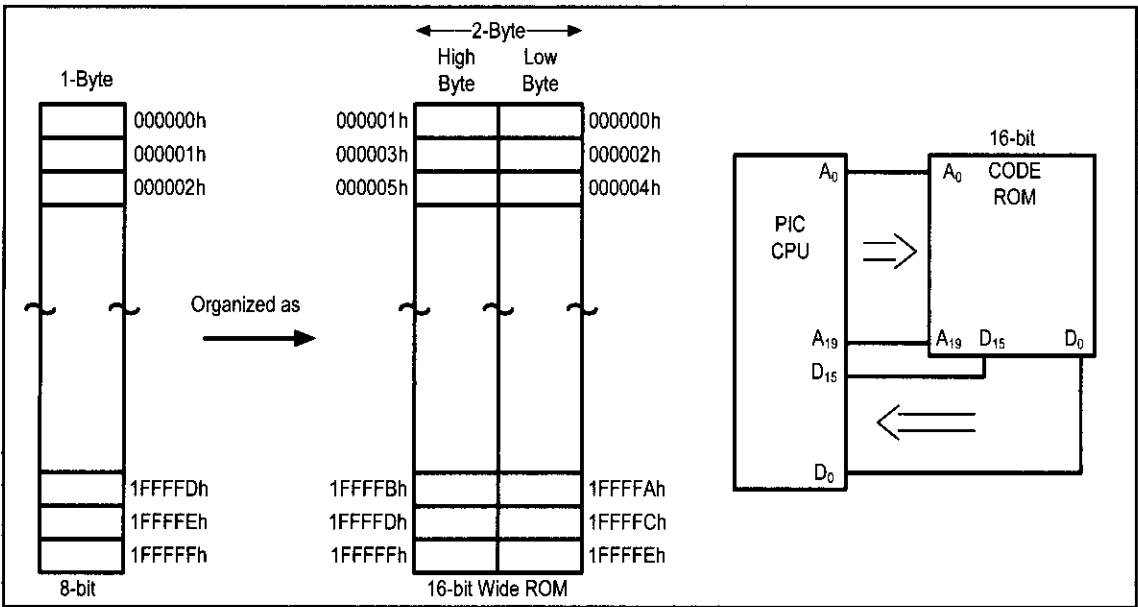 1-Byte
000000h
000001h
000002h
1FFFFDh
1FFFFEh
1FFFFFh
8-bit
Organized as
2-Byte
High Byte
Low Byte
000001h 000000h
000003h 000002h
000005h 000004h
1FFFFBh 1FFFFAh
1FFFFDh 1FFFFCh
1FFFFFh 1FFFFEh
16-bit Wide ROM
16-bit
A0 A0 CODE
ROM
PIC
CPU
A19 A19 D15 D0
D15
D0